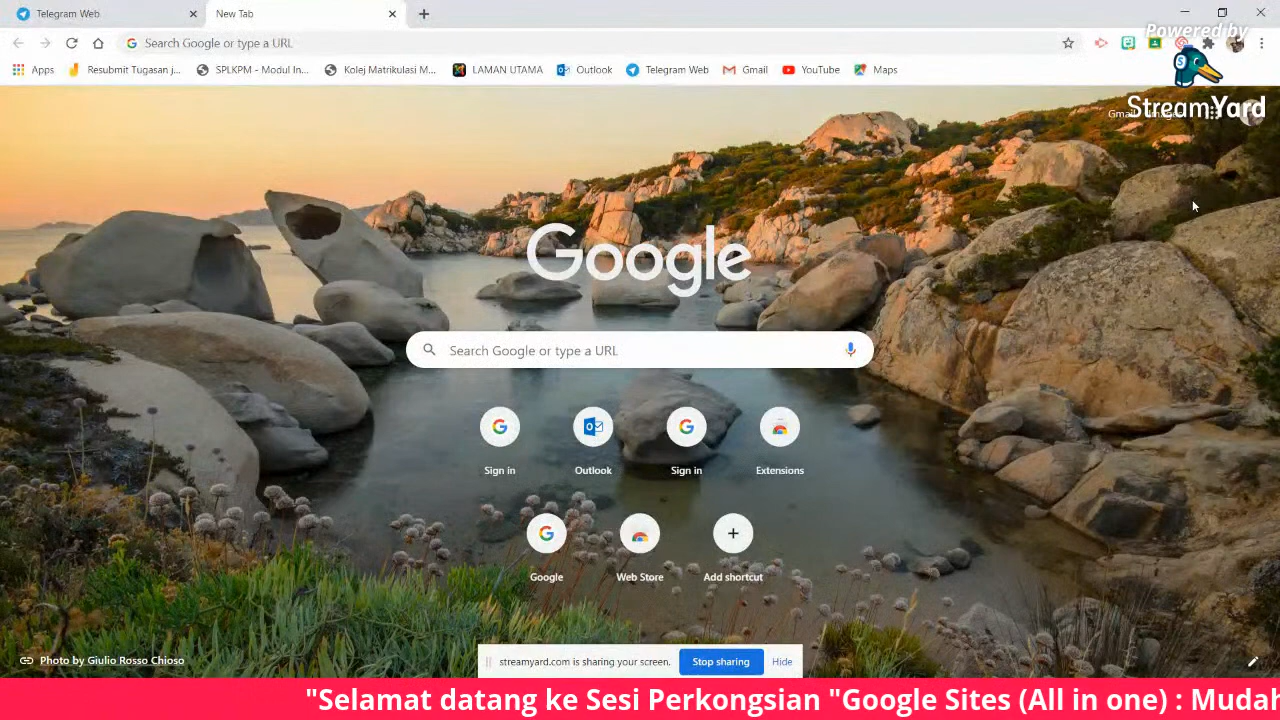 Telegram Web
New Tab
Powered by
Search Google or type a URL
Apps
Resubmit Tugasan j...
SPLKPM - Modul In...
Kolej Matrikulasi M...
LAMAN UTAMA
Outlook
Telegram Web
Gmail
YouTube
Maps
StreamYard
Google
Search Google or type a URL
Sign in
Outlook
Sign in
Extensions
Google
Web Store
Add shortcut
Photo by Giulio Rosso Chioso
streamyard.com is sharing your screen.
Stop sharing
Hide
"Selamat datang ke Sesi Perkongsian "Google Sites (All in one) : Mudah